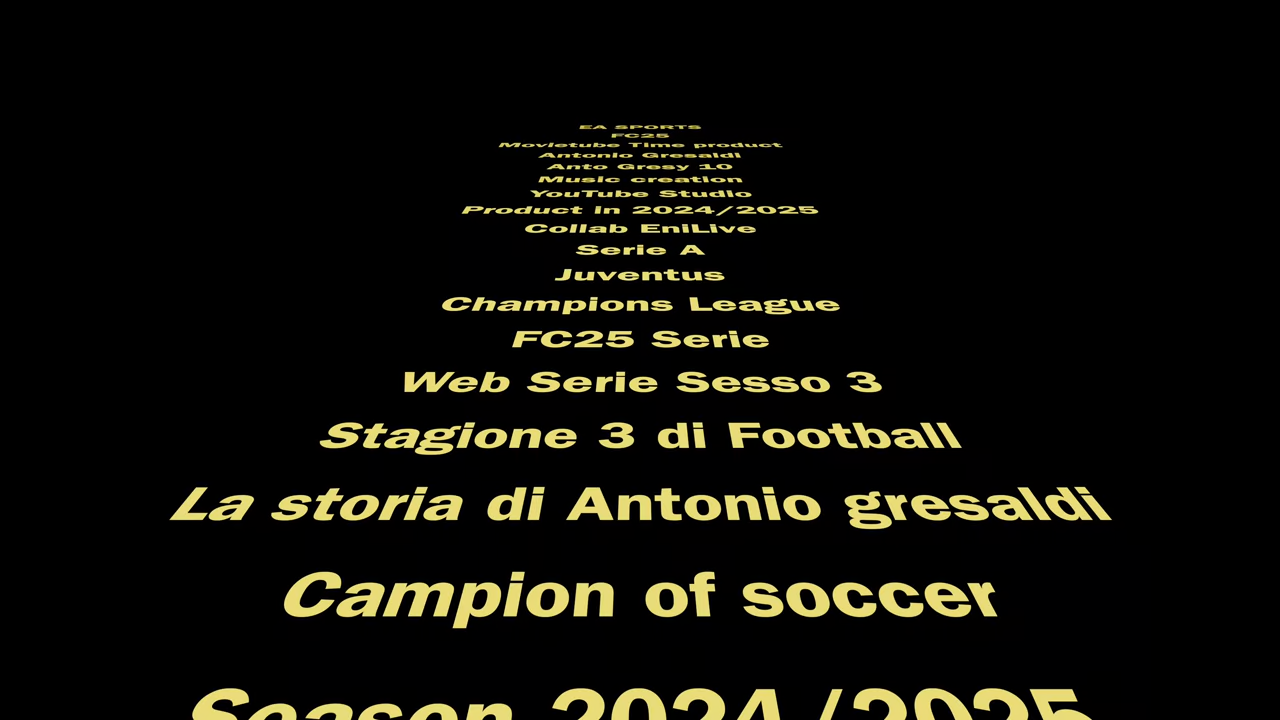 EA SPORTS
FC25
Movietube Time product
Antonio Gresaldi
Anto Gresy 10
Music creation
YouTube Studio
Product in 2024/2025
Collab EniLive
Serie A
Juventus
Champions League
FC25 Serie
Web Serie Sesso 3
Stagione 3 di Football
La storia di Antonio gresaldi
Campion of soccer
Season 2024/2025